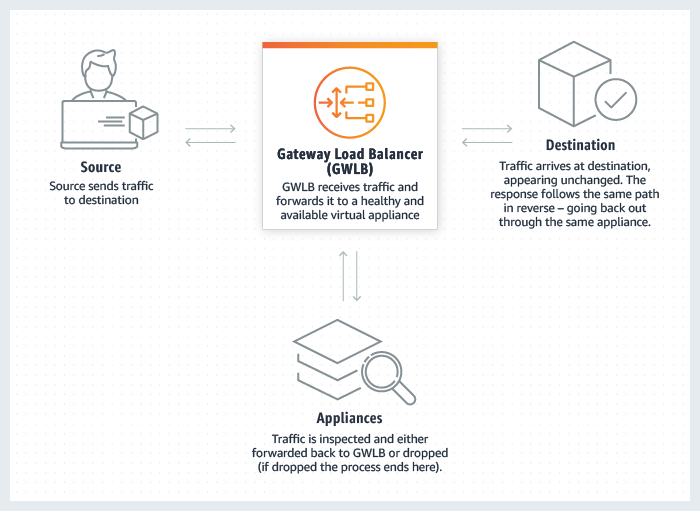 Source
Source sends traffic
to destination
Gateway Load Balancer
(GWLB)
GWLB receives traffic and
forwards it to a healthy and
available virtual appliance
Destination
Traffic arrives at destination,
appearing unchanged. The
response follows the same path
in reverse – going back out
through the same appliance.
Appliances
Traffic is inspected and either
forwarded back to GWLB or dropped
(if dropped the process ends here).